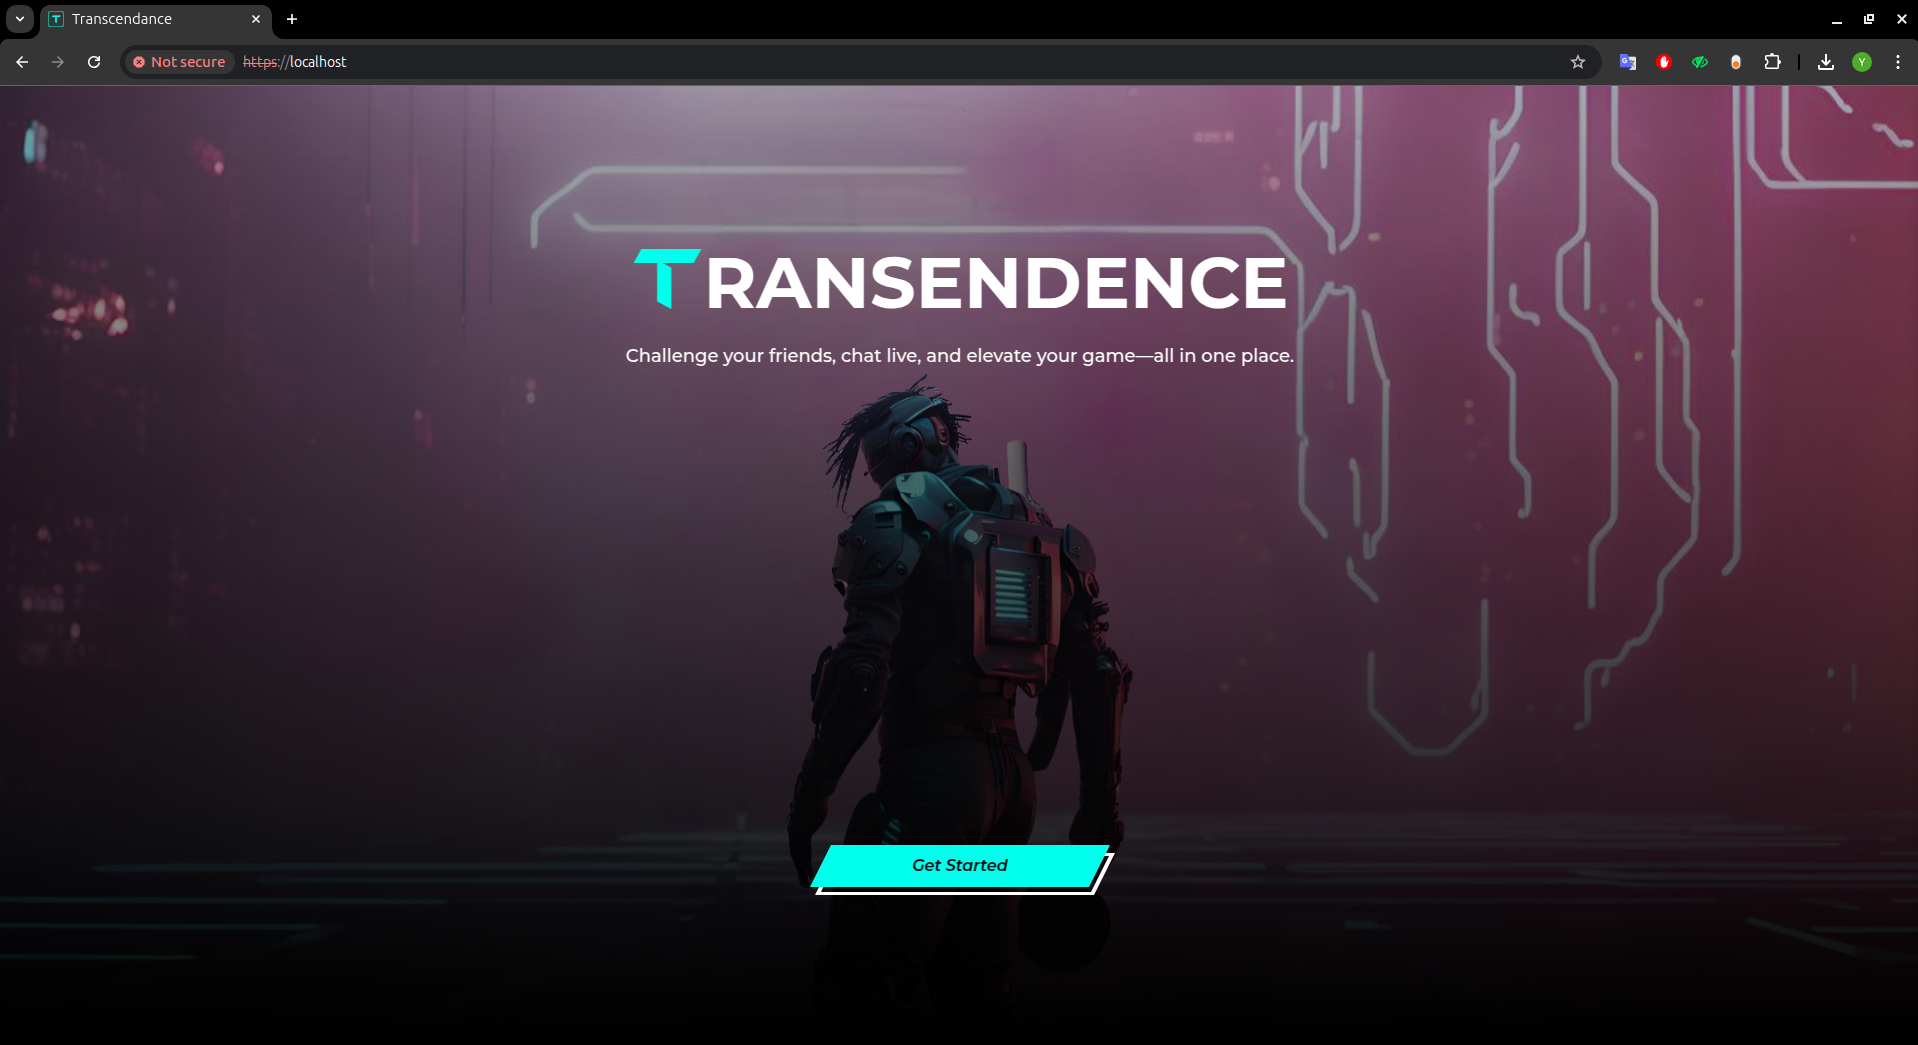 Transcendance
Not secure https://localhost
Y
TRANSENDENCE
Challenge your friends, chat live, and elevate your game—all in one place.
Get Started